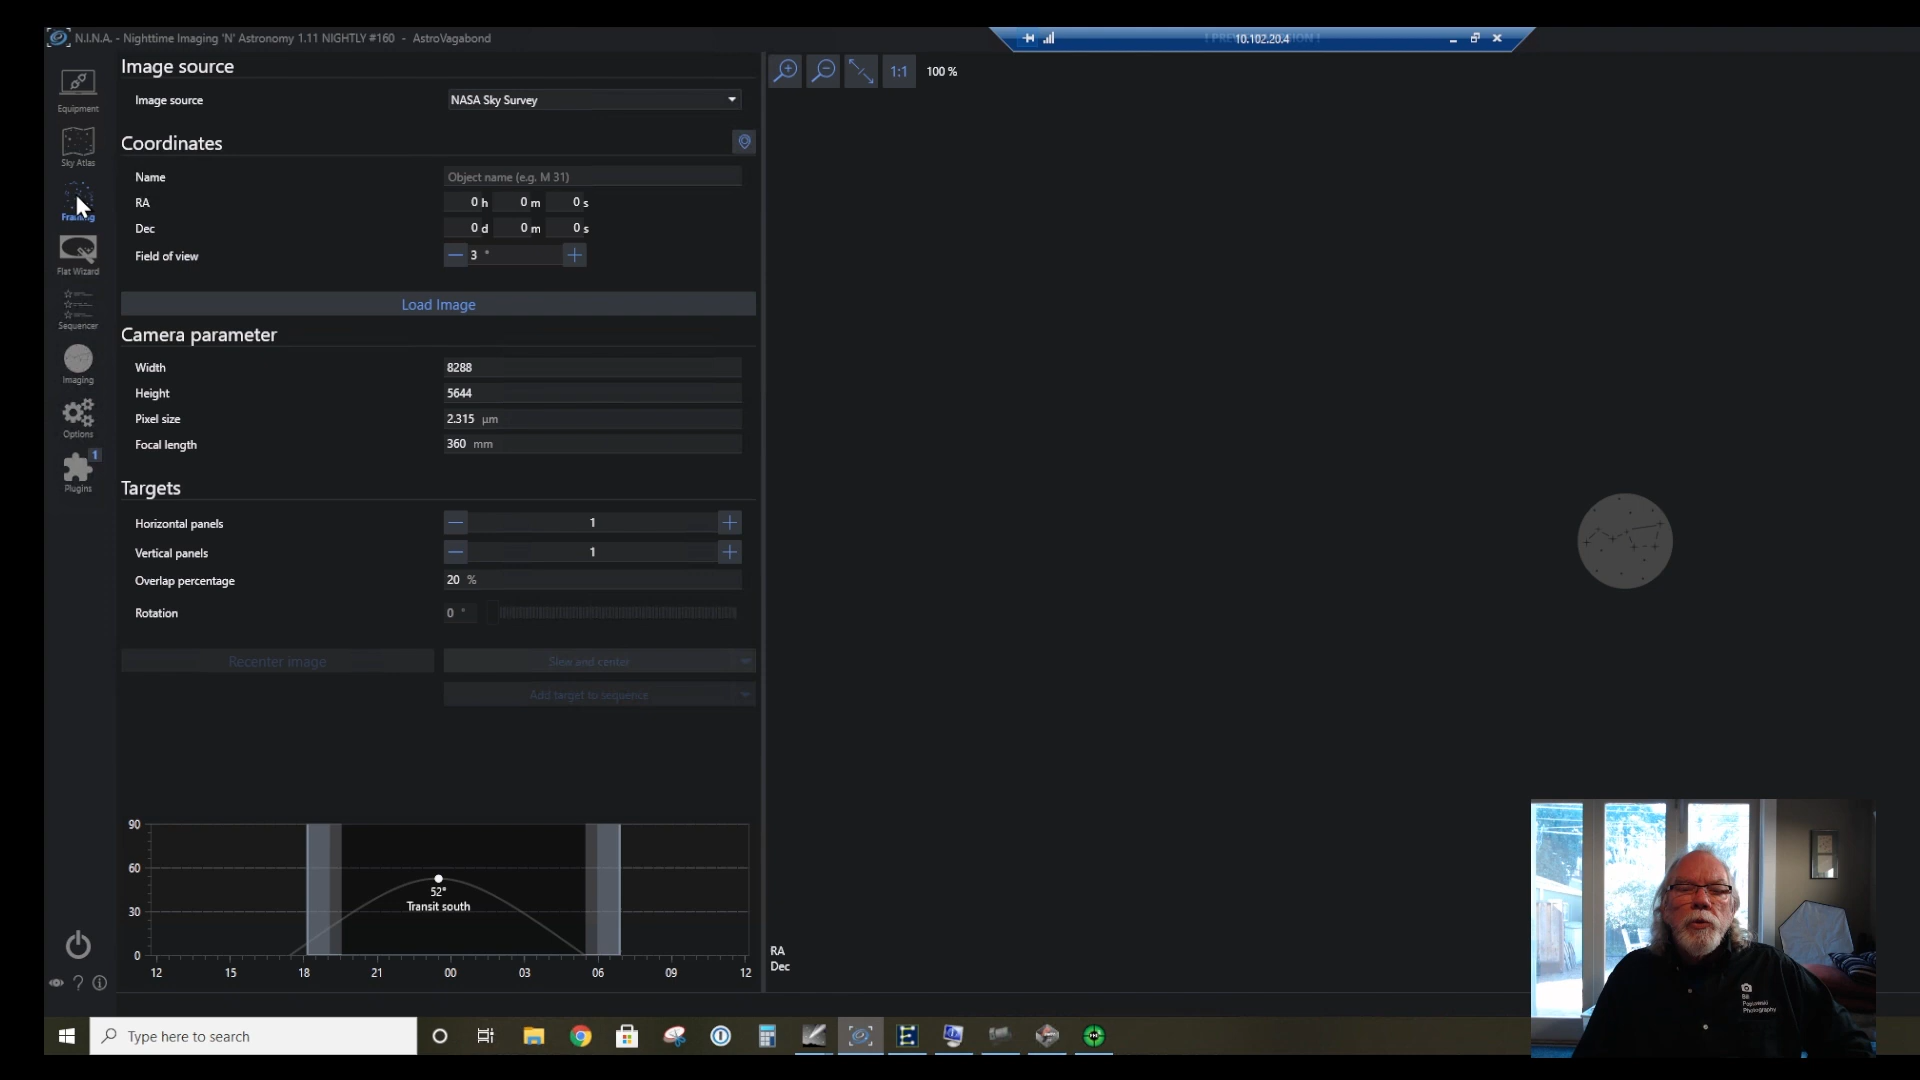 N.I.N.A. - Nighttime Imaging 'N' Astronomy 1.11 NIGHTLY #160 - AstroVagabond
10.102.20.4
Equipment
Sky Atlas
Framing
Flat Wizard
Sequencer
Imaging
Options
1
Plugins
Image source
Image source
NASA Sky Survey
Coordinates
Name
Object name (e.g. M 31)
RA
0 h 0 m 0 s
Dec
0 d 0 m 0 s
Field of view
3 °
Load Image
Camera parameter
Width
8288
Height
5644
Pixel size
2.315 µm
Focal length
360 mm
Targets
Horizontal panels
1
Vertical panels
1
Overlap percentage
20 %
Rotation
0 °
Recenter image
Slew and center
Add target to sequence
90
60
30
0
52°
Transit south
12 15 18 21 00 03 06 09 12
1:1
100 %
RA
Dec
Type here to search
Bill
Photography